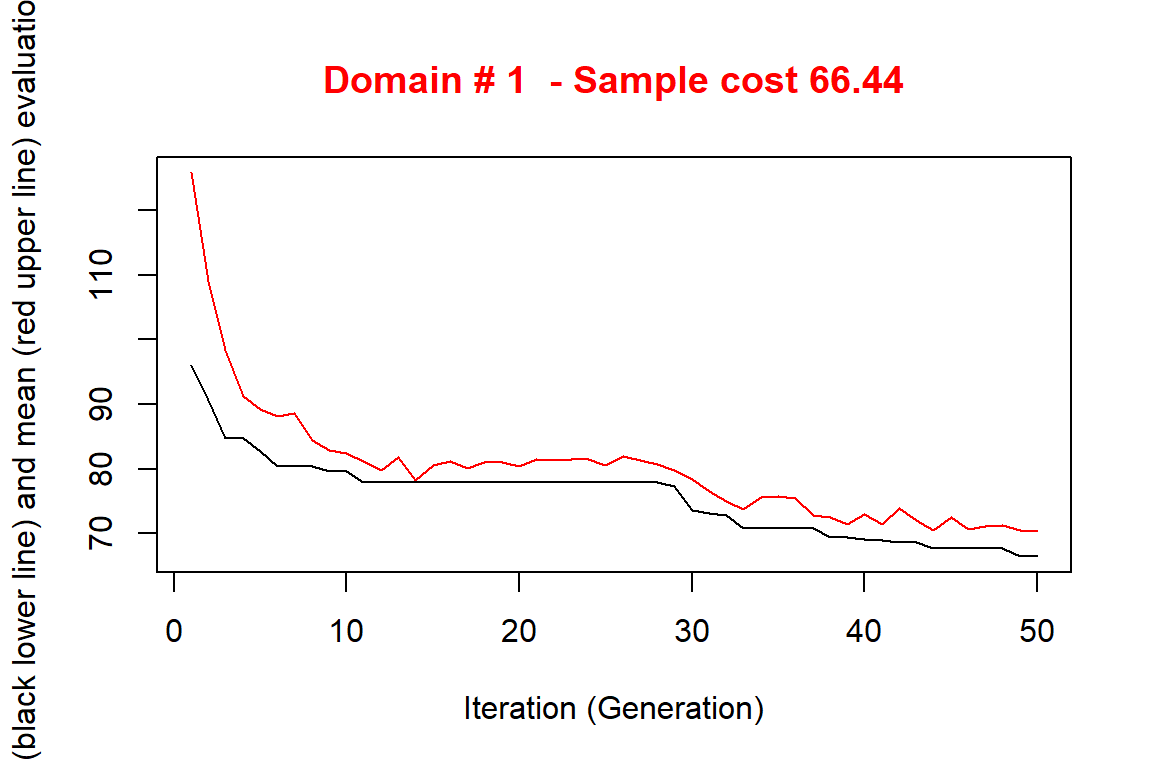 Domain # 1  - Sample cost 66.44
(black lower line) and mean (red upper line) evaluatio
110
90
80
70
0 10 20 30 40 50
Iteration (Generation)